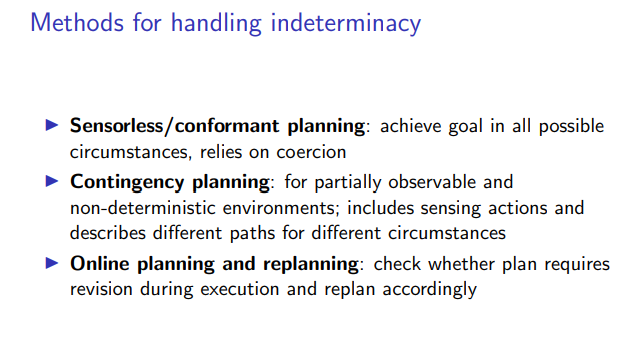 Methods for handling indeterminacy
Sensorless/conformant planning: achieve goal in all possible
circumstances, relies on coercion
Contingency planning: for partially observable and
non-deterministic environments; includes sensing actions and
describes different paths for different circumstances
Online planning and replanning: check whether plan requires
revision during execution and replan accordingly